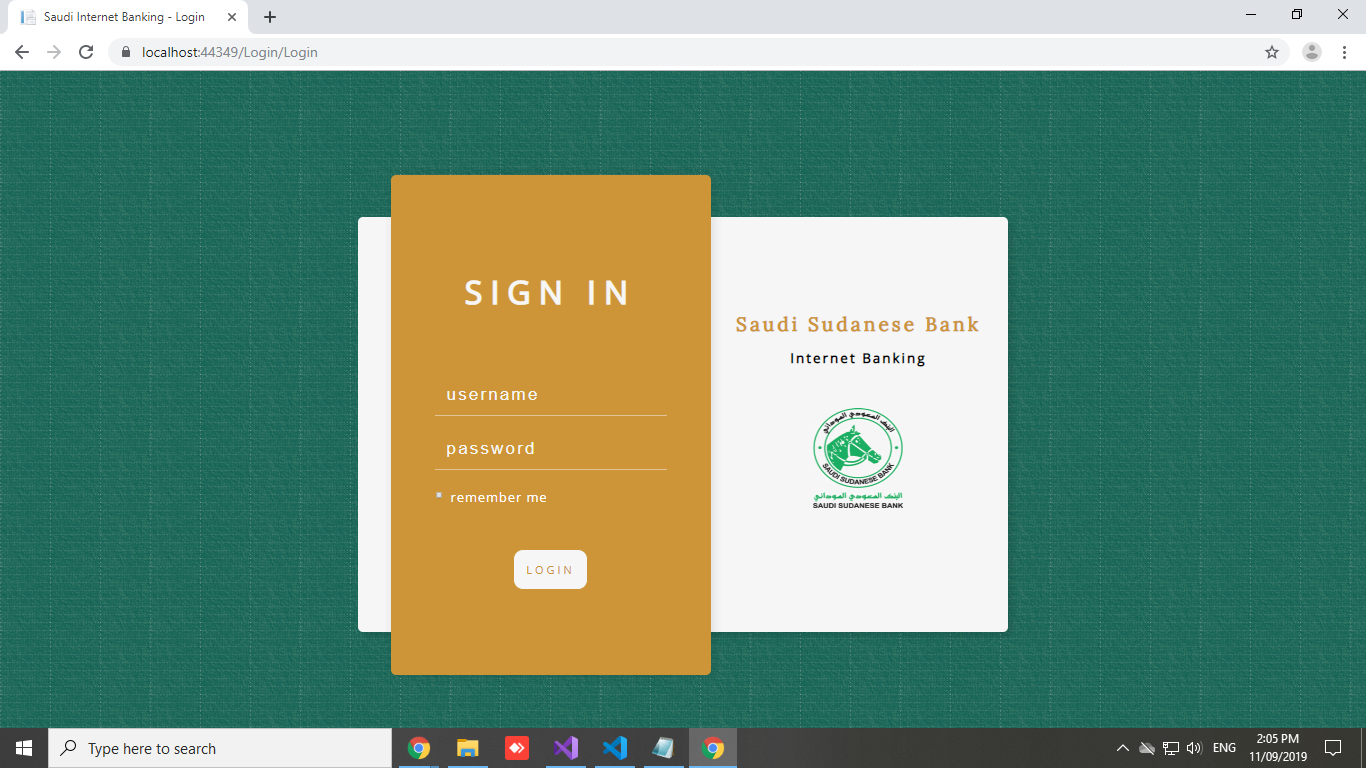 Saudi Internet Banking - Login
localhost:44349/Login/Login
SIGN IN
username
password
remember me
LOGIN
Saudi Sudanese Bank
Internet Banking
البنك السعودي السوداني
SAUDI SUDANESE BANK
البنك السعودي السوداني
SAUDI SUDANESE BANK
Type here to search
ENG
2:05 PM
11/09/2019